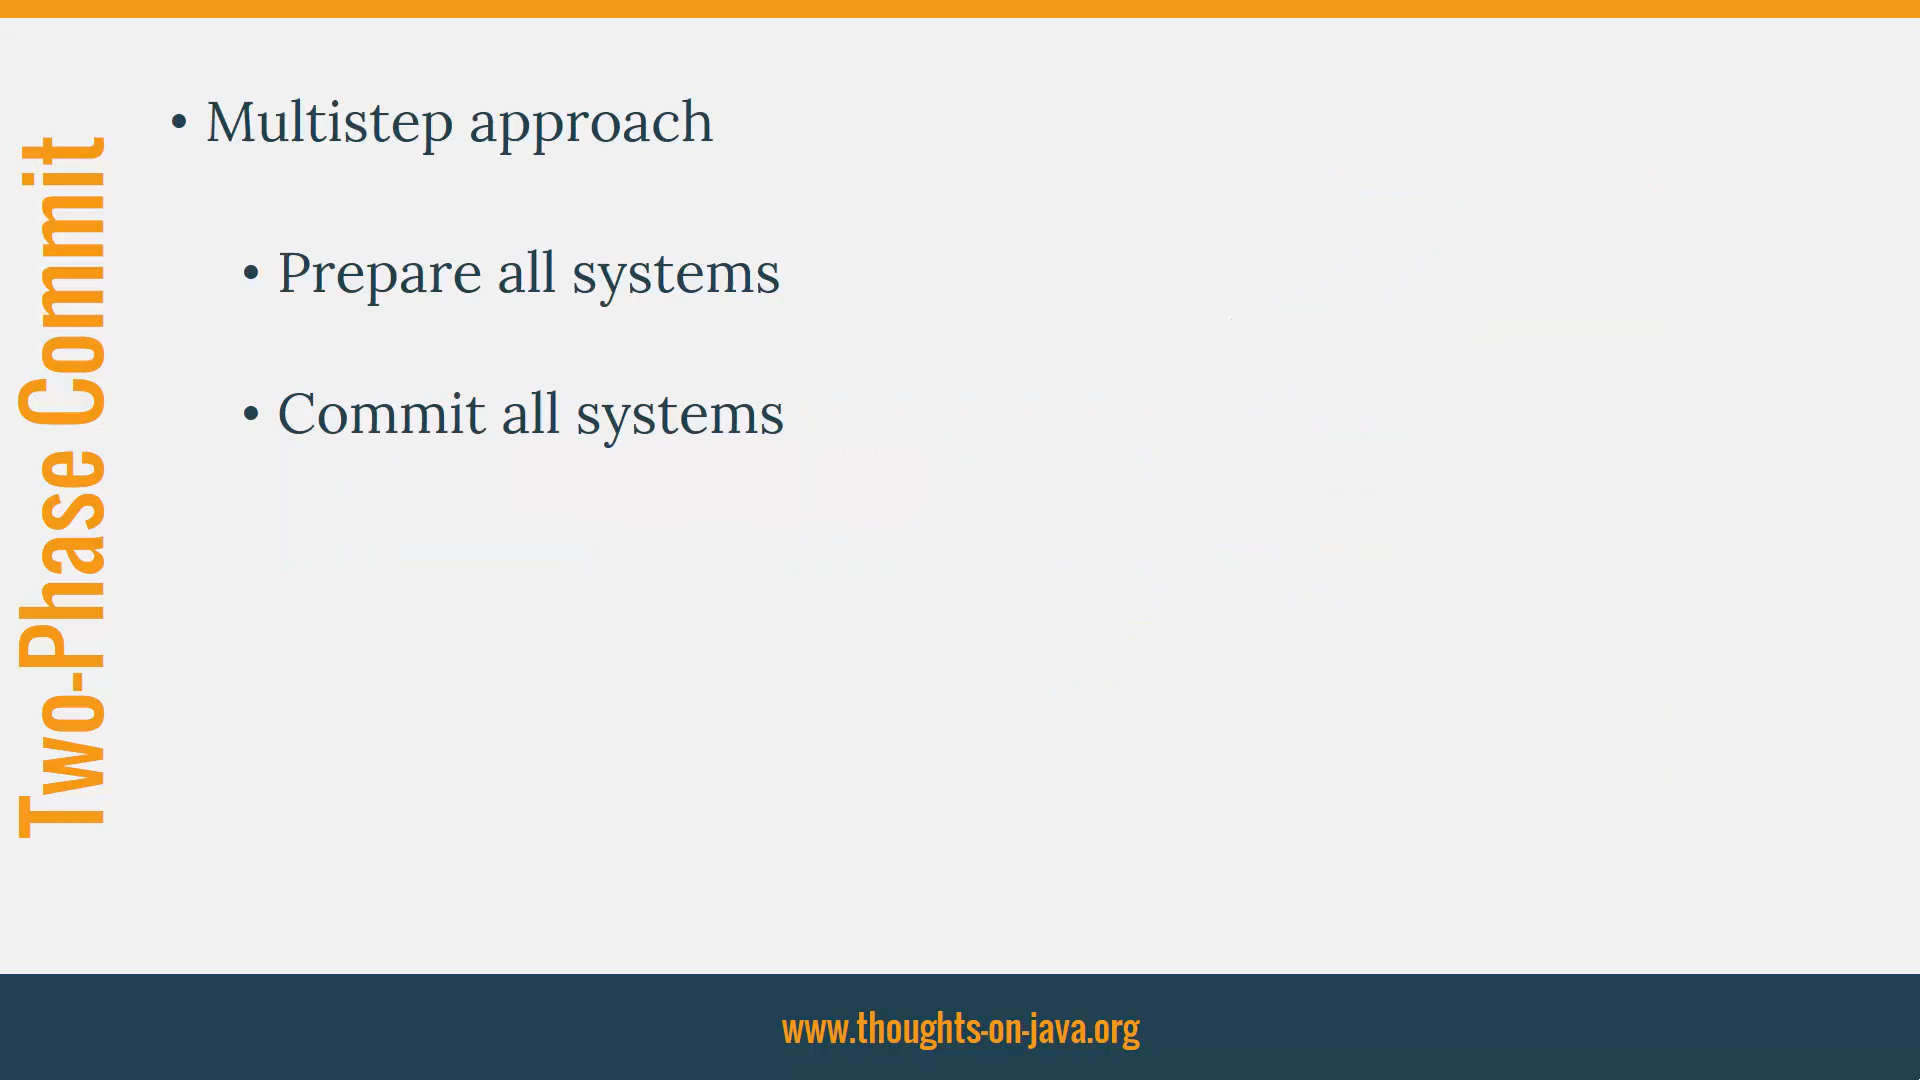 Two-Phase Commit
• Multistep approach
• Prepare all systems
• Commit all systems
www.thoughts-on-java.org